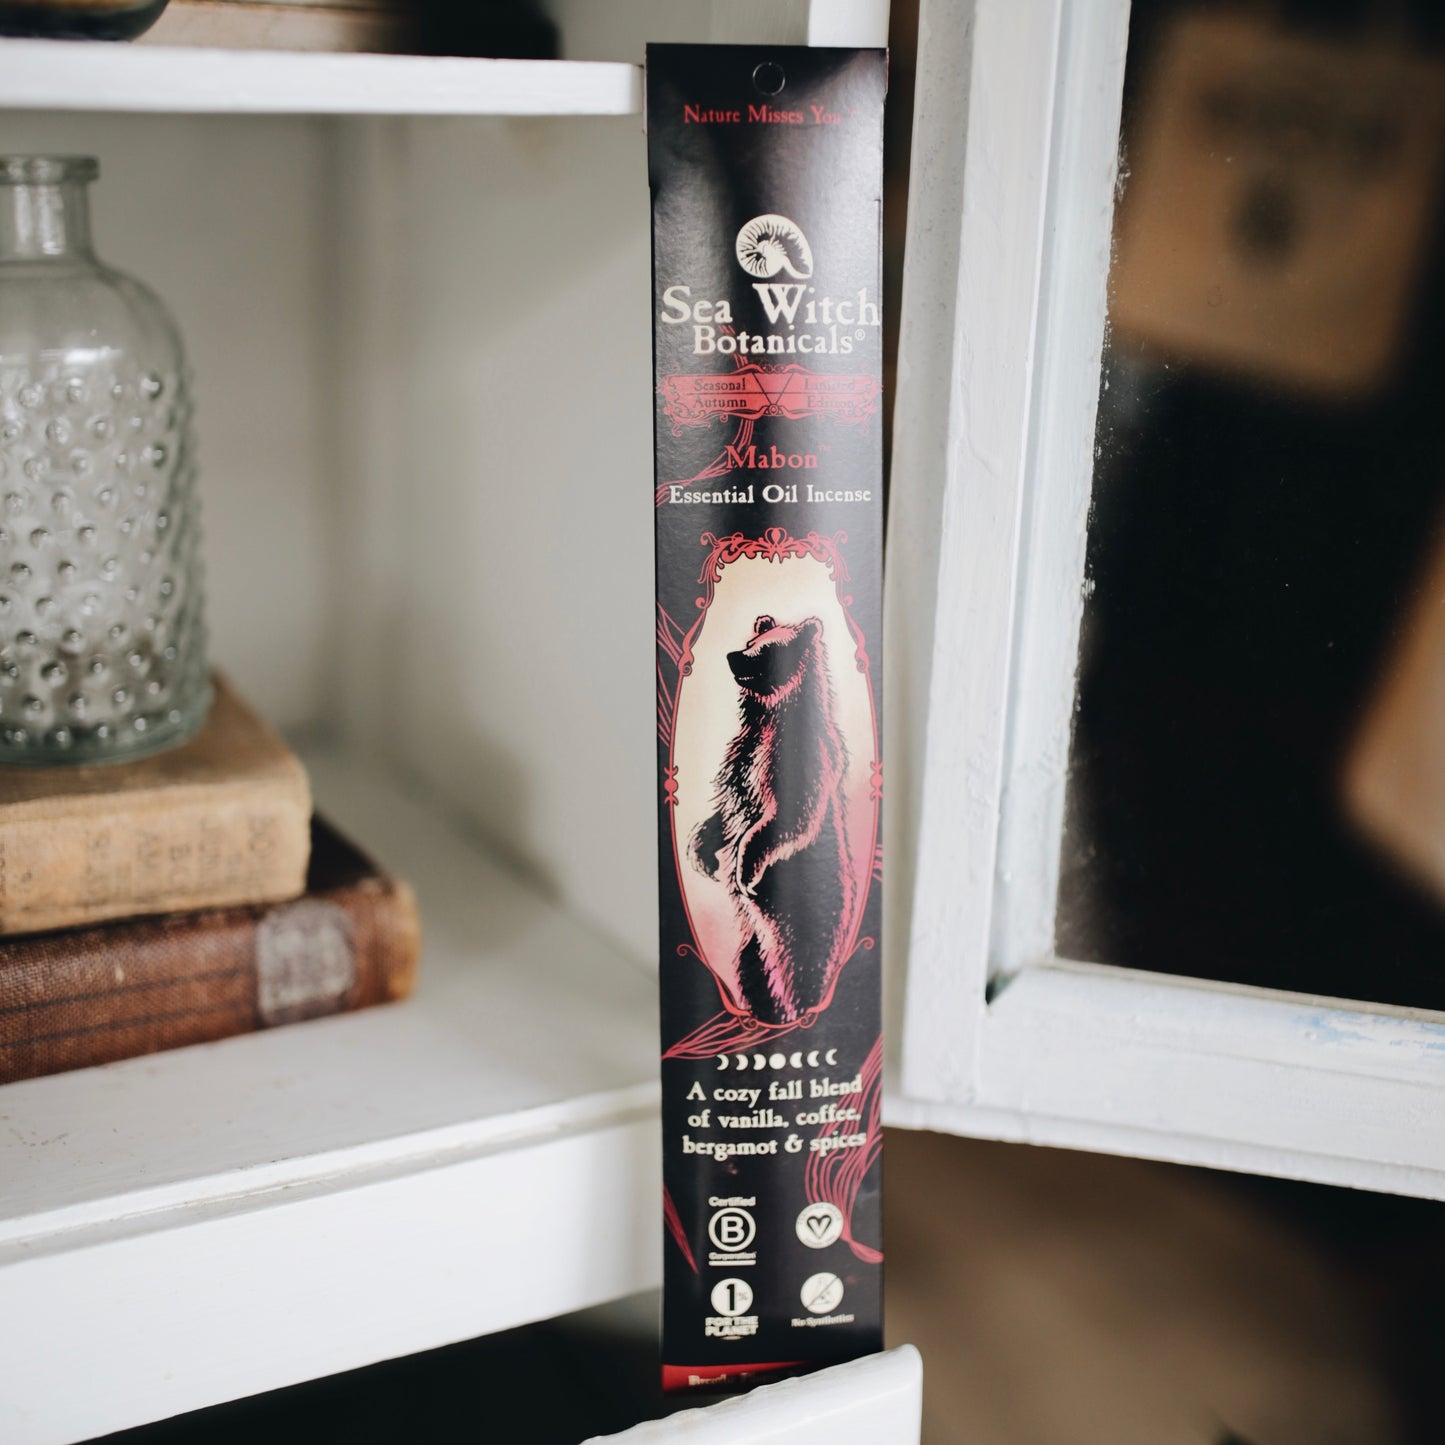 Nature Misses You
Sea Witch
Botanicals®
Seasonal Limited
Autumn Edition
Mabon™
Essential Oil Incense
A cozy fall blend
of vanilla, coffee,
bergamot & spices
Certified
B
Corporation
1%
FOR THE
PLANET
No Synthetics